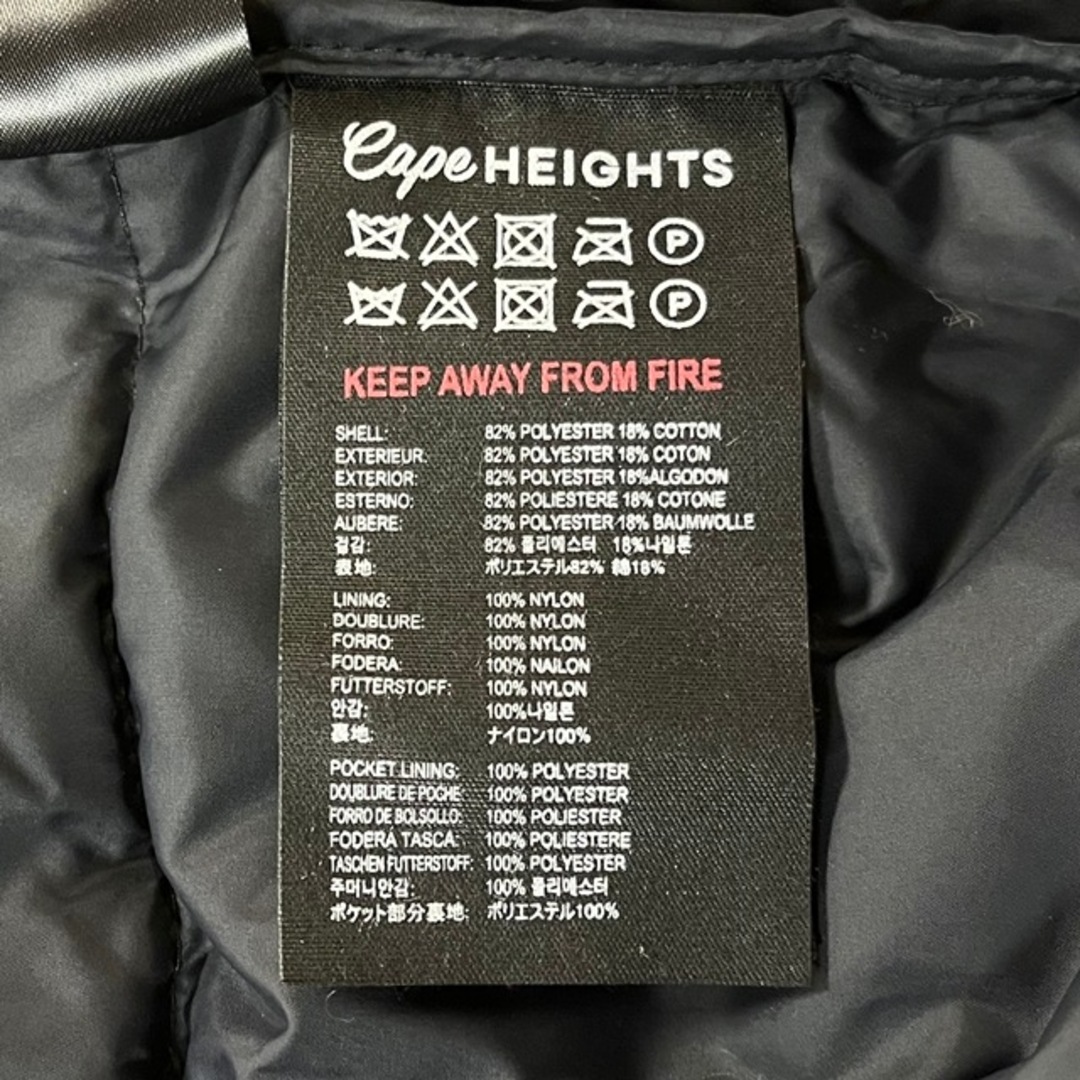 Cape HEIGHTS
P
P
KEEP AWAY FROM FIRE
SHELL: 82% POLYESTER 18% COTTON
EXTERIEUR: 82% POLYESTER 18% COTON
EXTERIOR: 82% POLYESTER 18%ALGODON
ESTERNO: 82% POLIESTERE 18% COTONE
AUBERE: 82% POLYESTER 18% BAUMWOLLE
겉감: 82% 폴리에스터 18%나일론
表地: ポリエステル82% 綿18%
LINING: 100% NYLON
DOUBLURE: 100% NYLON
FORRO: 100% NYLON
FODERA: 100% NAILON
FUTTERSTOFF: 100% NYLON
안감: 100%나일론
裏地: ナイロン100%
POCKET LINING: 100% POLYESTER
DOUBLURE DE POCHE: 100% POLYESTER
FORRO DE BOLSOLLO: 100% POLIESTER
FODERA TASCA: 100% POLIESTERE
TASCHEN FUTTERSTOFF: 100% POLYESTER
주머니안감: 100% 폴리에스터
ポケット部分裏地: ポリエステル100%